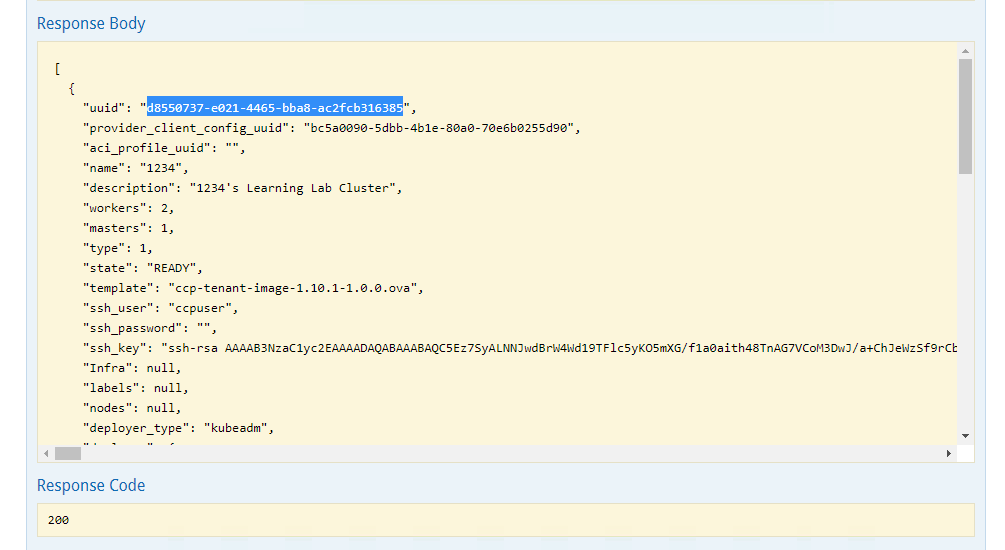 Response Body
[
{
"uuid": "d8550737-e021-4465-bba8-ac2fcb316385",
"provider_client_config_uuid": "bc5a0090-5dbb-4b1e-80a0-70e6b0255d90",
"aci_profile_uuid": "",
"name": "1234",
"description": "1234's Learning Lab Cluster",
"workers": 2,
"masters": 1,
"type": 1,
"state": "READY",
"template": "ccp-tenant-image-1.10.1-1.0.0.ova",
"ssh_user": "ccpuser",
"ssh_password": "",
"ssh_key": "ssh-rsa AAAAB3NzaC1yc2EAAAADAQABAAABAQC5Ez7SyALNNJwdBrW4Wd19TFlc5yKO5mXG/f1a0aith48TnAG7VCoM3DwJ/a+ChJeWzSf9rCb
"Infra": null,
"labels": null,
"nodes": null,
"deployer_type": "kubeadm",
Response Code
200